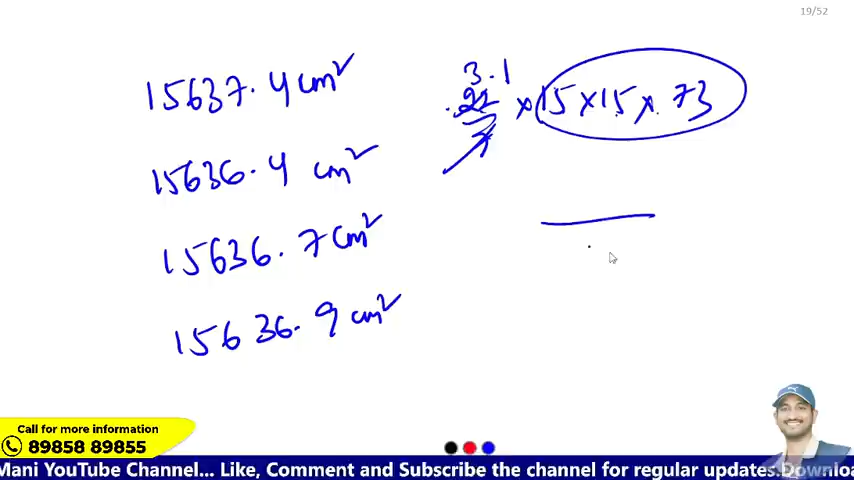 19/52
15637.4 cm²
3.1
22/7 × 15 × 15 × 73
15636.4 cm²
15636.7 cm²
15636.9 cm²
Call for more information
89858 89855
Mani YouTube Channel... Like, Comment and Subscribe the channel for regular updates.Downloa